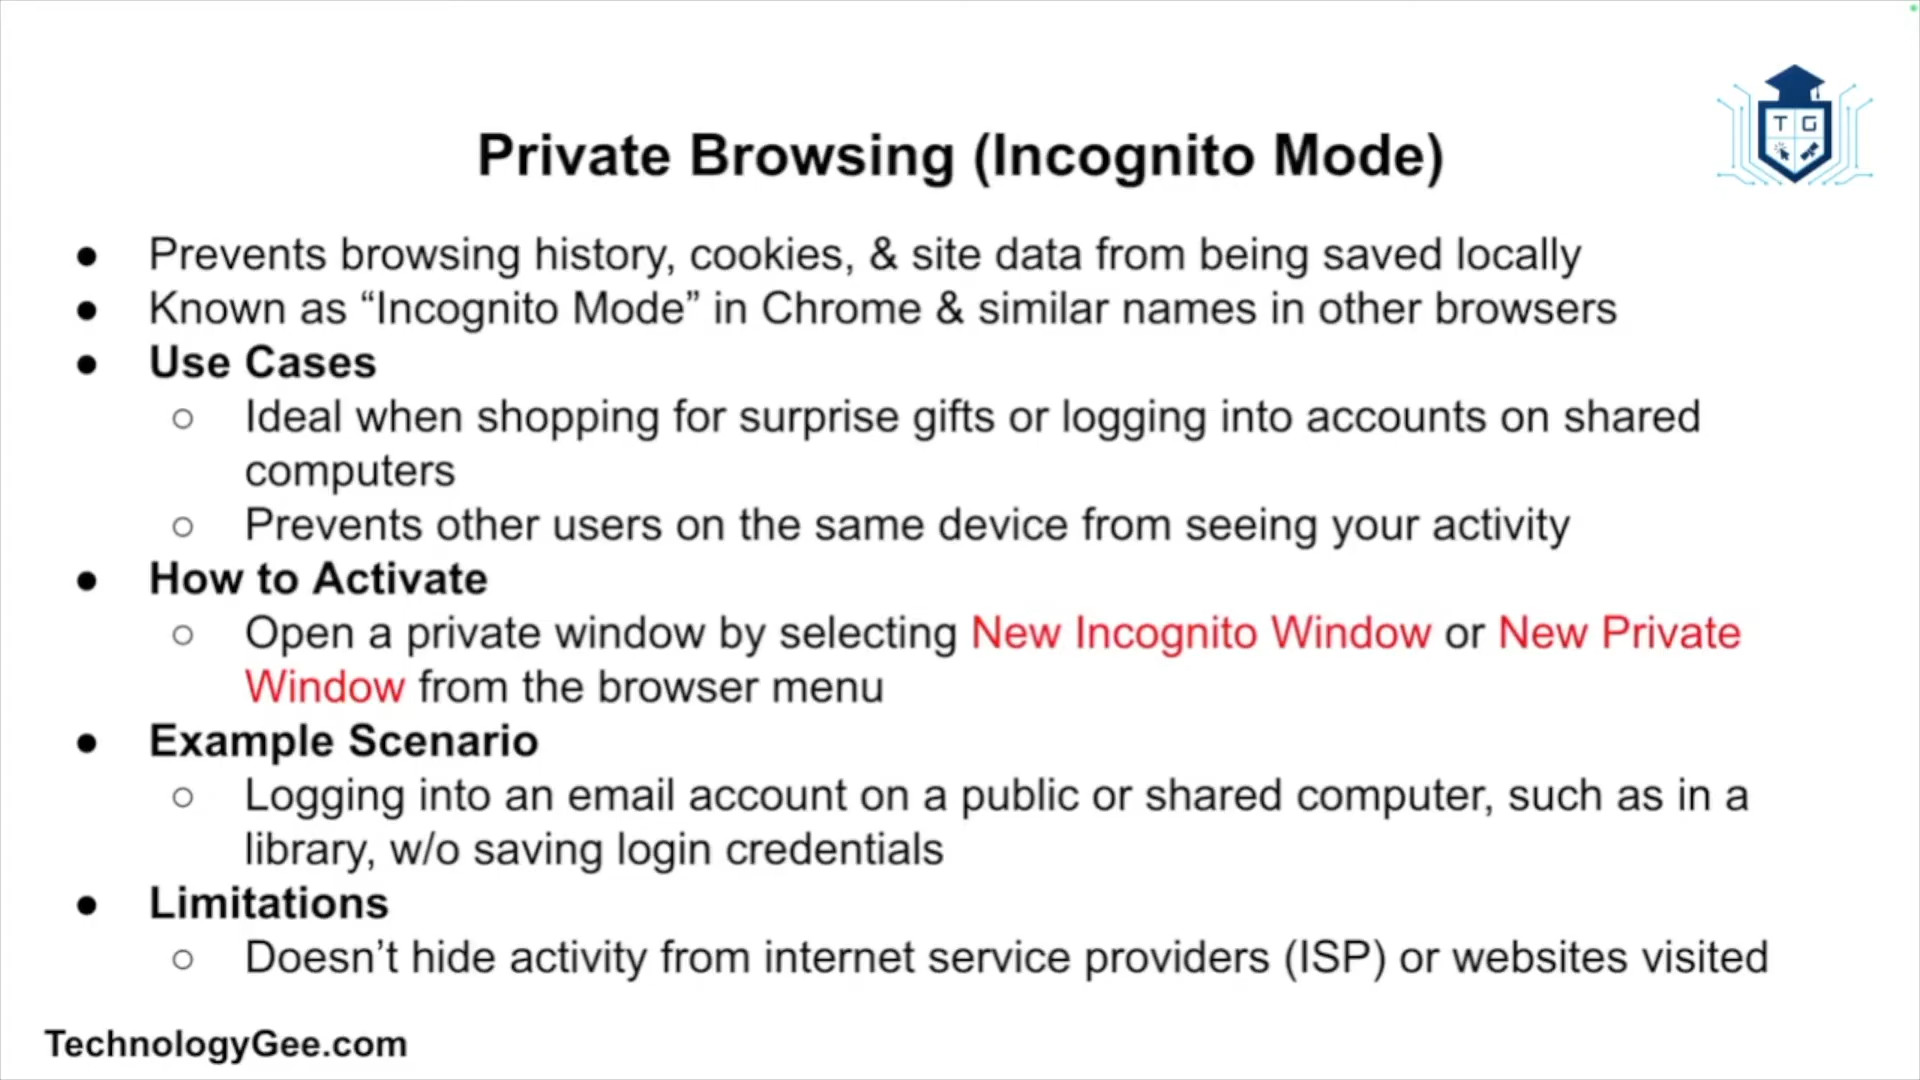 Private Browsing (Incognito Mode)
T G
● Prevents browsing history, cookies, & site data from being saved locally
● Known as “Incognito Mode” in Chrome & similar names in other browsers
● Use Cases
○ Ideal when shopping for surprise gifts or logging into accounts on shared
computers
○ Prevents other users on the same device from seeing your activity
● How to Activate
○ Open a private window by selecting New Incognito Window or New Private
Window from the browser menu
● Example Scenario
○ Logging into an email account on a public or shared computer, such as in a
library, w/o saving login credentials
● Limitations
○ Doesn’t hide activity from internet service providers (ISP) or websites visited
TechnologyGee.com